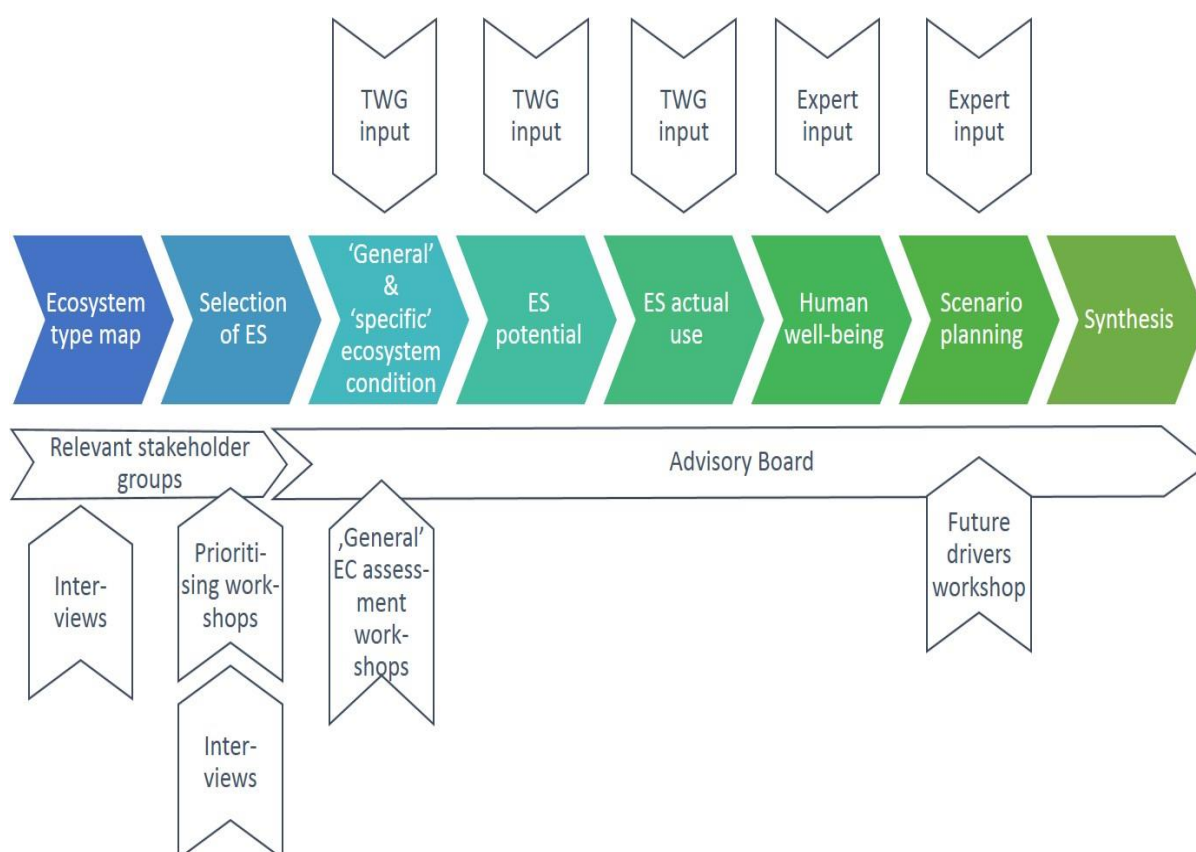 TWG
input
TWG
input
TWG
input
Expert
input
Expert
input
Ecosystem
type map
Selection
of ES
‘General’
&
‘specific’
ecosystem
condition
ES
potential
ES actual
use
Human
well-being
Scenario
planning
Synthesis
Relevant stakeholder
groups
Advisory Board
Inter-
views
Prioriti-
sing work-
shops
‚General’
EC assess-
ment
work-
shops
Future
drivers
workshop
Inter-
views